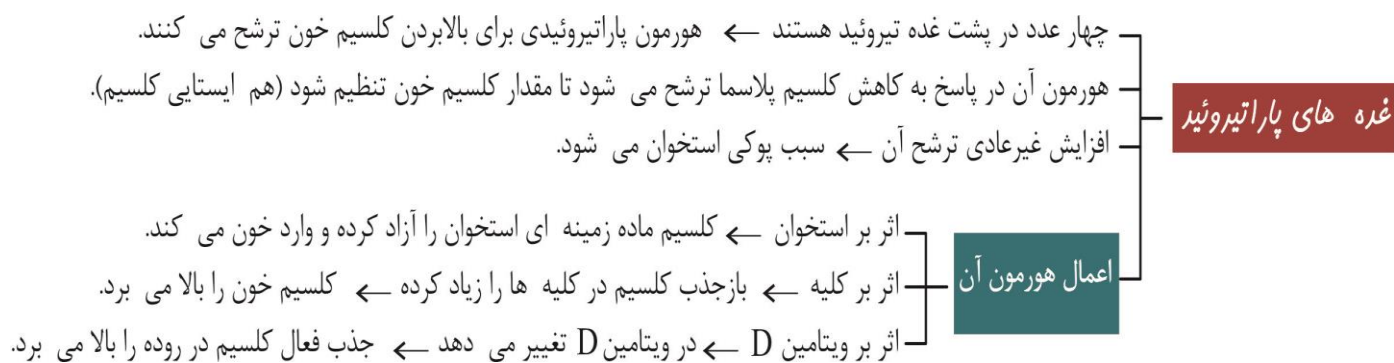 غده های پاراتیروئید
چهار عدد در پشت غده تیروئید هستند ← هورمون پاراتیروئیدی برای بالابردن کلسیم خون ترشح می کنند.
هورمون آن در پاسخ به کاهش کلسیم پلاسما ترشح می شود تا مقدار کلسیم خون تنظیم شود (هم ایستایی کلسیم).
افزایش غیرعادی ترشح آن ← سبب پوکی استخوان می شود.
اعمال هورمون آن
اثر بر استخوان ← کلسیم ماده زمینه ای استخوان را آزاد کرده و وارد خون می کند.
اثر بر کلیه ← بازجذب کلسیم در کلیه ها را زیاد کرده ← کلسیم خون را بالا می برد.
اثر بر ویتامین D ← در ویتامین D تغییر می دهد ← جذب فعال کلسیم در روده را بالا می برد.